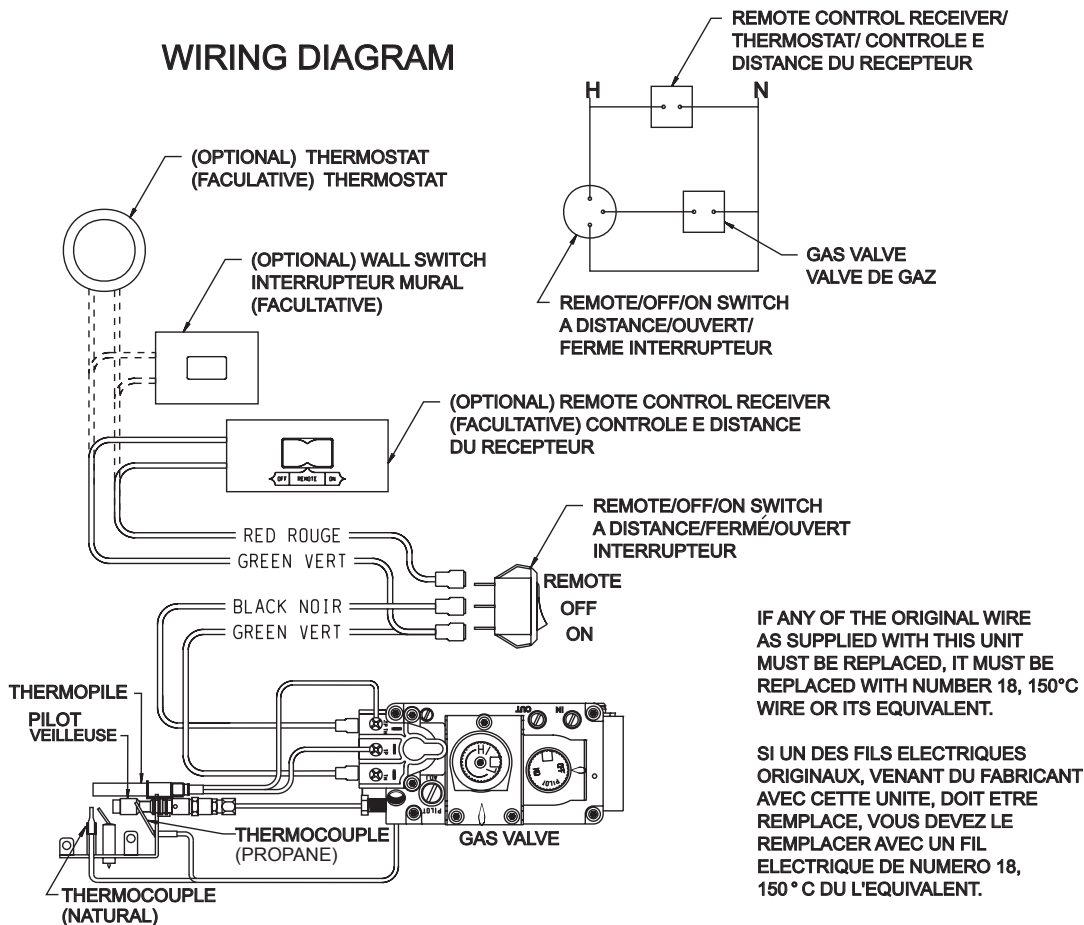 WIRING DIAGRAM
REMOTE CONTROL RECEIVER/
THERMOSTAT/ CONTROLE E
DISTANCE DU RECEPTEUR
H
N
GAS VALVE
VALVE DE GAZ
REMOTE/OFF/ON SWITCH
A DISTANCE/OUVERT/
FERME INTERRUPTEUR
(OPTIONAL) THERMOSTAT
(FACULATIVE) THERMOSTAT
(OPTIONAL) WALL SWITCH
INTERRUPTEUR MURAL
(FACULTATIVE)
(OPTIONAL) REMOTE CONTROL RECEIVER
(FACULTATIVE) CONTROLE E DISTANCE
DU RECEPTEUR
OFF REMOTE ON
REMOTE/OFF/ON SWITCH
A DISTANCE/FERMÉ/OUVERT
INTERRUPTEUR
RED ROUGE
GREEN VERT
BLACK NOIR
GREEN VERT
REMOTE
OFF
ON
THERMOPILE
PILOT
VEILLEUSE
THERMOCOUPLE
(PROPANE)
THERMOCOUPLE
(NATURAL)
OUT
IN
HI
PILOT
OFF
PILOT
GAS VALVE
IF ANY OF THE ORIGINAL WIRE
AS SUPPLIED WITH THIS UNIT
MUST BE REPLACED, IT MUST BE
REPLACED WITH NUMBER 18, 150°C
WIRE OR ITS EQUIVALENT.
SI UN DES FILS ELECTRIQUES
ORIGINAUX, VENANT DU FABRICANT
AVEC CETTE UNITE, DOIT ETRE
REMPLACE, VOUS DEVEZ LE
REMPLACER AVEC UN FIL
ELECTRIQUE DE NUMERO 18,
150 ° C DU L'EQUIVALENT.